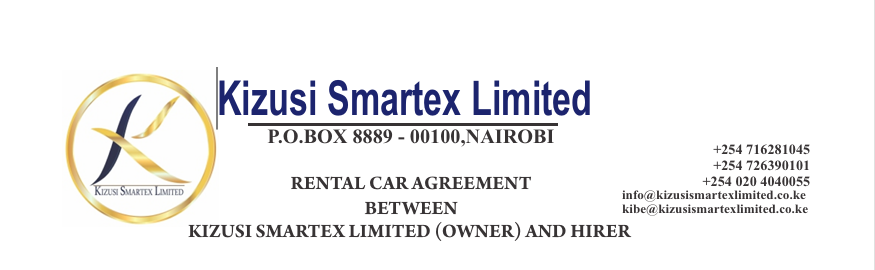 Kizusi Smartex Limited
P.O.BOX 8889 - 00100,NAIROBI
KIZUSI SMARTEX LIMITED
+254 716281045
+254 726390101
+254 020 4040055
info@kizusismartexlimited.co.ke
kibe@kizusismartexlimited.co.ke
RENTAL CAR AGREEMENT
BETWEEN
KIZUSI SMARTEX LIMITED (OWNER) AND HIRER